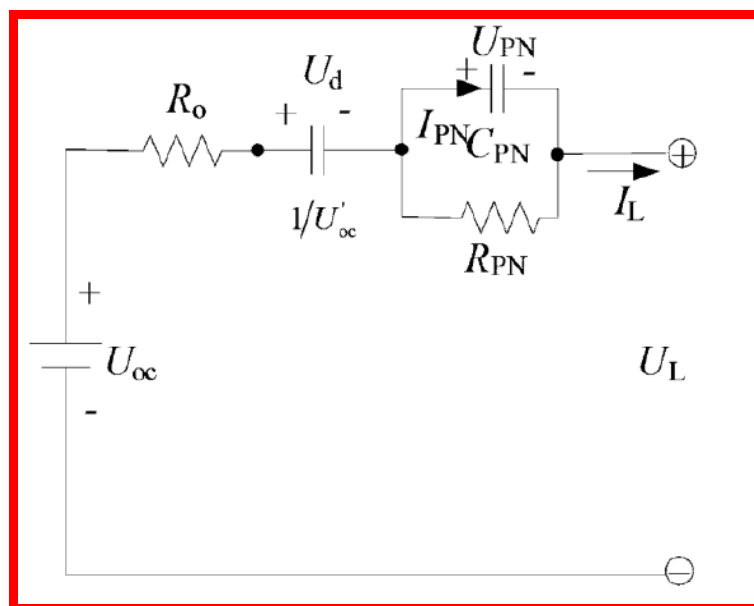 U_PN
+ -
U_d
R_o
+ -
I_PN C_PN
+
I_L
1/U'_oc
R_PN
+
U_oc
U_L
-
−